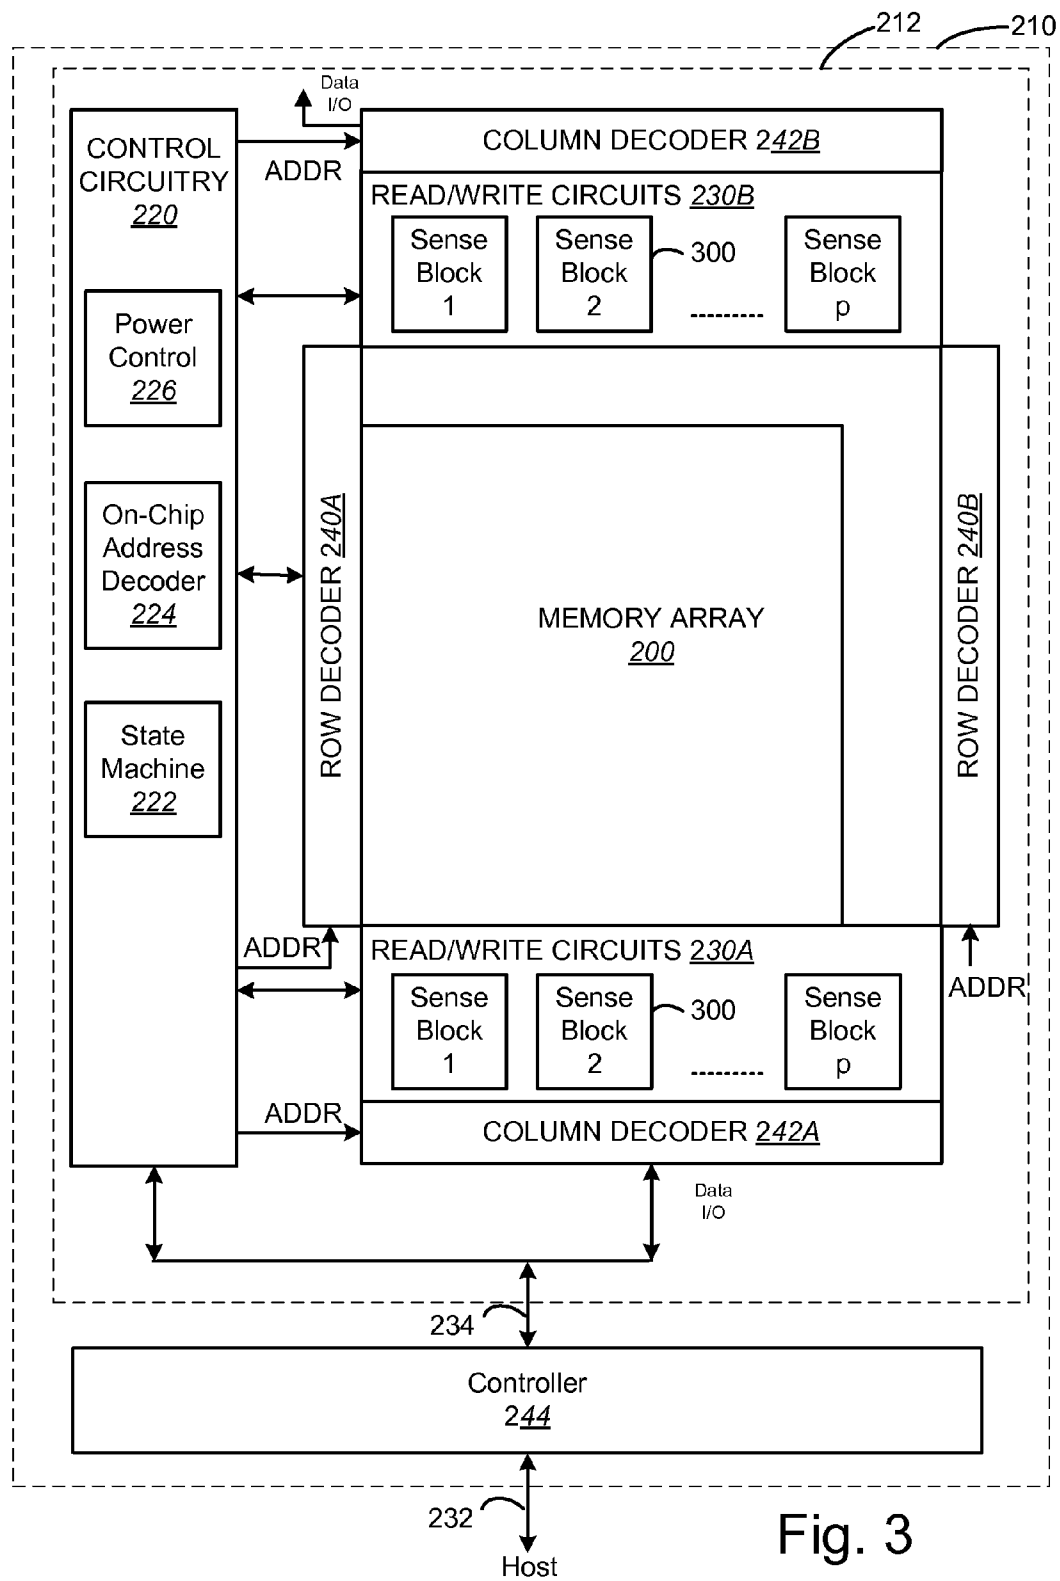 212
210
Data
I/O
CONTROL
CIRCUITRY
220
ADDR
COLUMN DECODER 242B
READ/WRITE CIRCUITS 230B
Sense
Block
1
Sense
Block
2
300
.........
Sense
Block
p
Power
Control
226
On-Chip
Address
Decoder
224
State
Machine
222
ROW DECODER 240A
MEMORY ARRAY
200
ROW DECODER 240B
ADDR
READ/WRITE CIRCUITS 230A
Sense
Block
1
Sense
Block
2
300
.........
Sense
Block
p
ADDR
ADDR
COLUMN DECODER 242A
Data
I/O
234
Controller
244
232
Host
Fig. 3